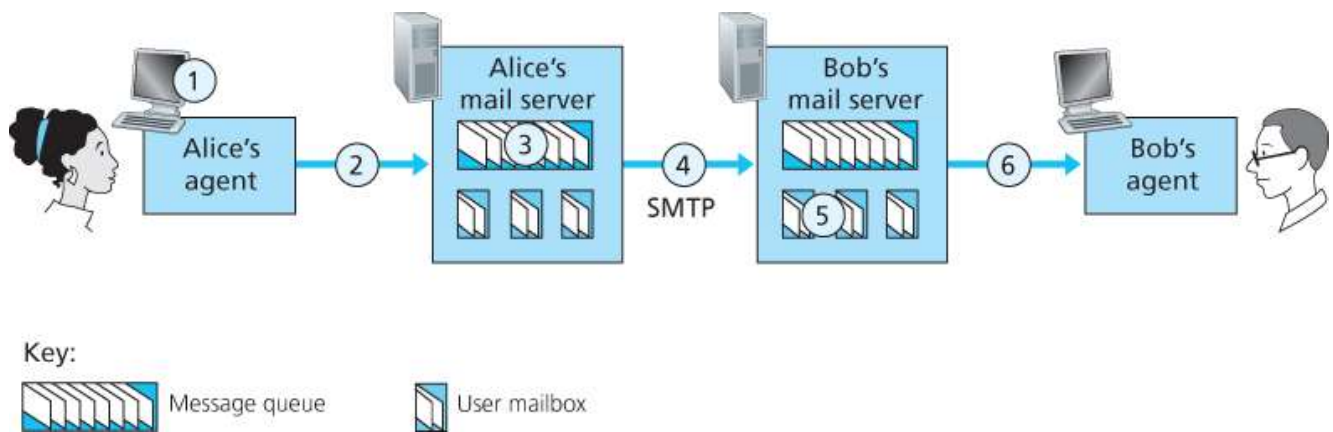 1
Alice's
agent
2
Alice's
mail server
3
4
SMTP
Bob's
mail server
5
6
Bob's
agent
Key:
Message queue
User mailbox